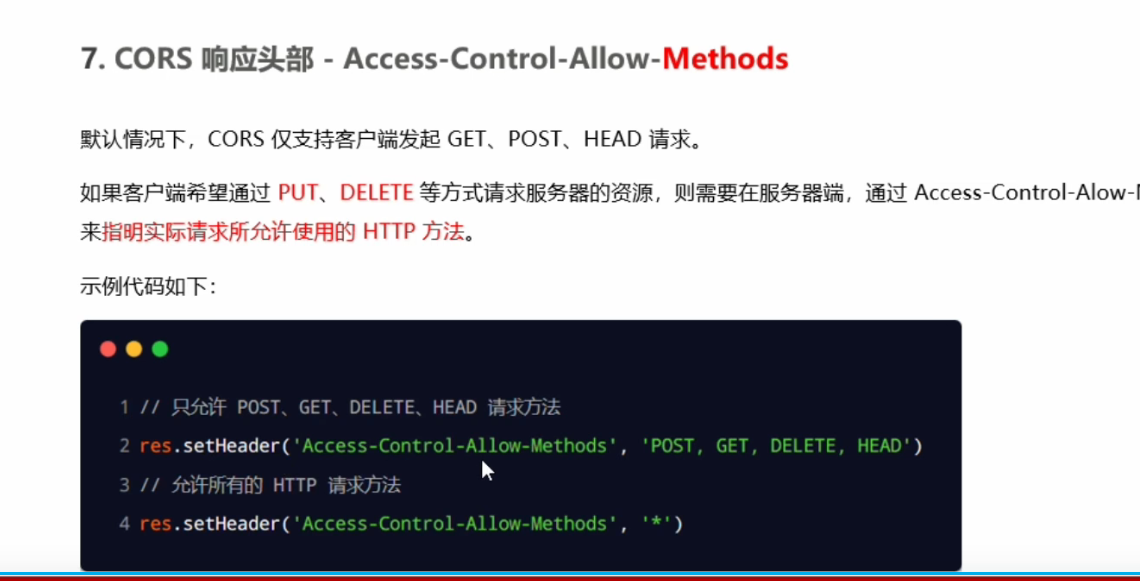 7. CORS 响应头部 - Access-Control-Allow-Methods
默认情况下，CORS 仅支持客户端发起 GET、POST、HEAD 请求。
如果客户端希望通过 PUT、DELETE 等方式请求服务器的资源，则需要在服务器端，通过 Access-Control-Alow-
来指明实际请求所允许使用的 HTTP 方法。
示例代码如下：
1 // 只允许 POST、GET、DELETE、HEAD 请求方法
2 res.setHeader('Access-Control-Allow-Methods', 'POST, GET, DELETE, HEAD')
3 // 允许所有的 HTTP 请求方法
4 res.setHeader('Access-Control-Allow-Methods', '*')